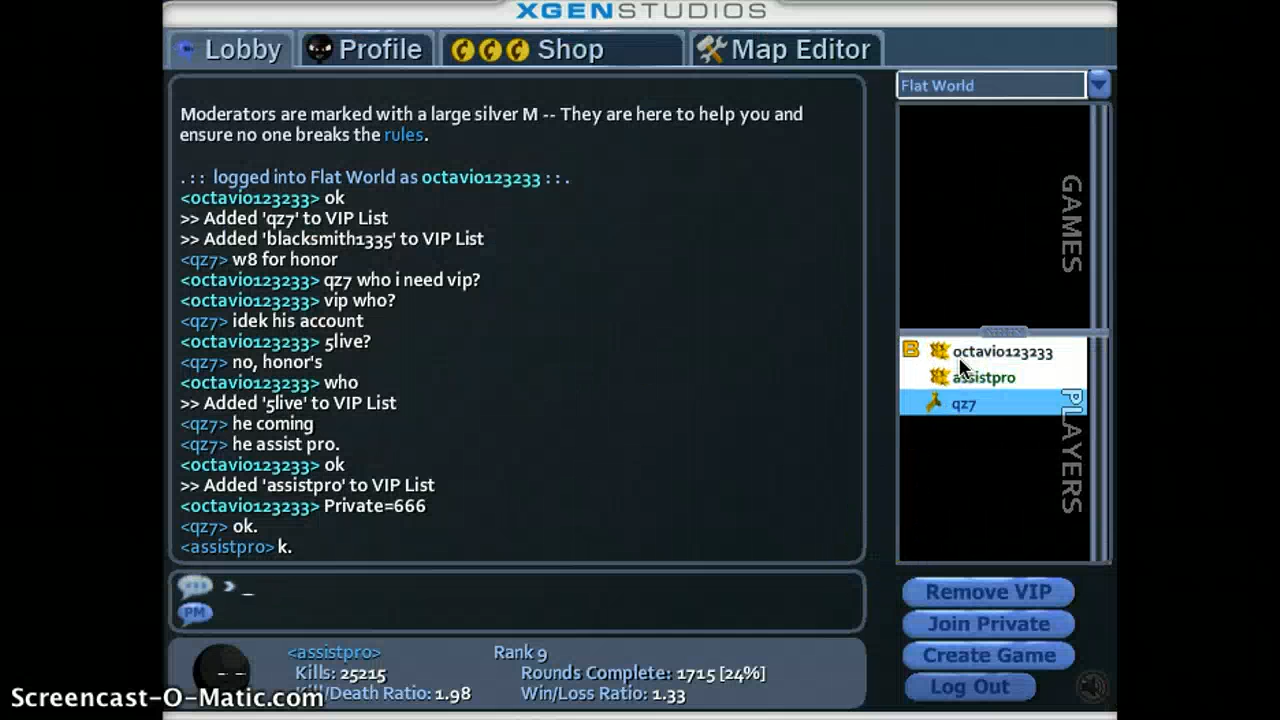 XGENSTUDIOS
Lobby
Profile
Shop
Map Editor
Flat World
Moderators are marked with a large silver M -- They are here to help you and
ensure no one breaks the rules.
. : : logged into Flat World as octavio123233 : : .
<octavio123233> ok
>> Added 'qz7' to VIP List
>> Added 'blacksmith1335' to VIP List
<qz7> w8 for honor
<octavio123233> qz7 who i need vip?
<octavio123233> vip who?
<qz7> idek his account
<octavio123233> 5live?
<qz7> no, honor's
<octavio123233> who
>> Added '5live' to VIP List
<qz7> he coming
<qz7> he assist pro.
<octavio123233> ok
>> Added 'assistpro' to VIP List
<octavio123233> Private=666
<qz7> ok.
<assistpro> k.
GAMES
B octavio123233
assistpro
qz7
PLAYERS
> _
PM
Remove VIP
Join Private
Create Game
Log Out
<assistpro> Rank 9
Kills: 25215 Rounds Complete: 1715 [24%]
Kill/Death Ratio: 1.98 Win/Loss Ratio: 1.33
Screencast-O-Matic.com